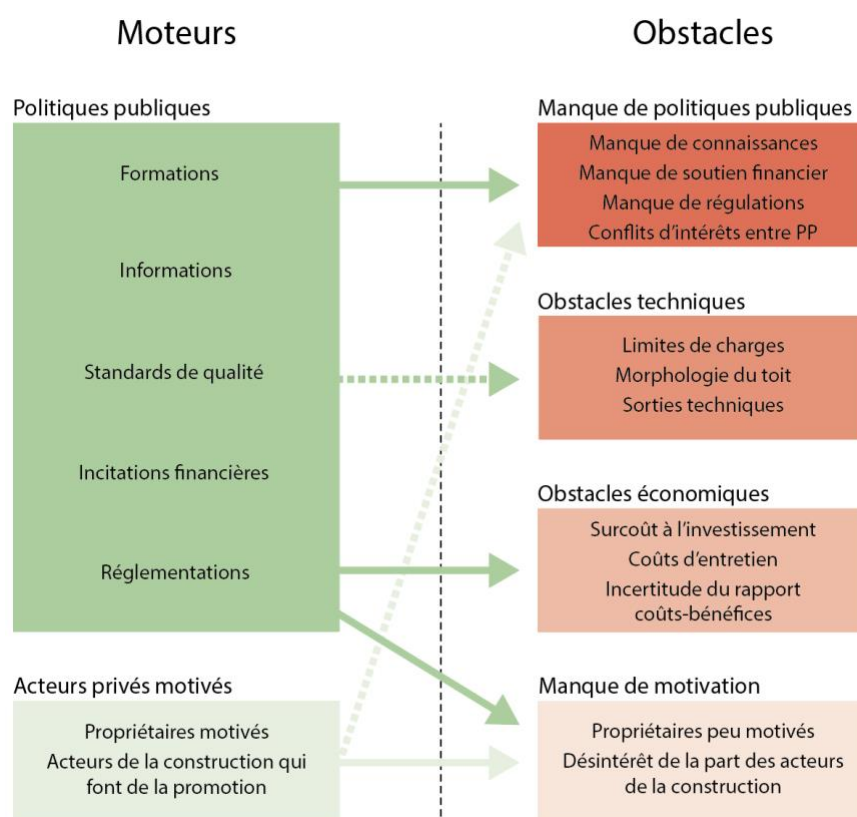 Moteurs
Obstacles
Politiques publiques
Formations
Informations
Standards de qualité
Incitations financières
Réglementations
Acteurs privés motivés
Propriétaires motivés
Acteurs de la construction qui
font de la promotion
Manque de politiques publiques
Manque de connaissances
Manque de soutien financier
Manque de régulations
Conflits d'intérêts entre PP
Obstacles techniques
Limites de charges
Morphologie du toit
Sorties techniques
Obstacles économiques
Surcoût à l'investissement
Coûts d'entretien
Incertitude du rapport
coûts-bénéfices
Manque de motivation
Propriétaires peu motivés
Désintérêt de la part des acteurs
de la construction